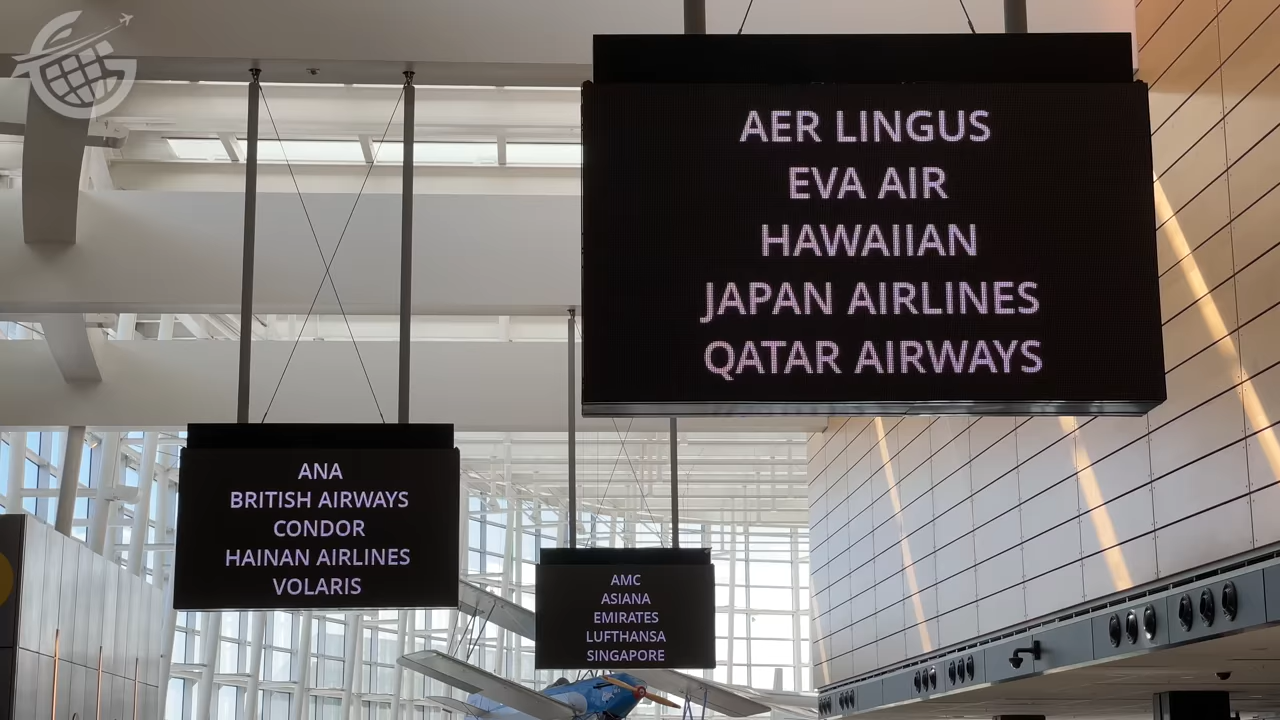 AER LINGUS
EVA AIR
HAWAIIAN
JAPAN AIRLINES
QATAR AIRWAYS
ANA
BRITISH AIRWAYS
CONDOR
HAINAN AIRLINES
VOLARIS
AMC
ASIANA
EMIRATES
LUFTHANSA
SINGAPORE